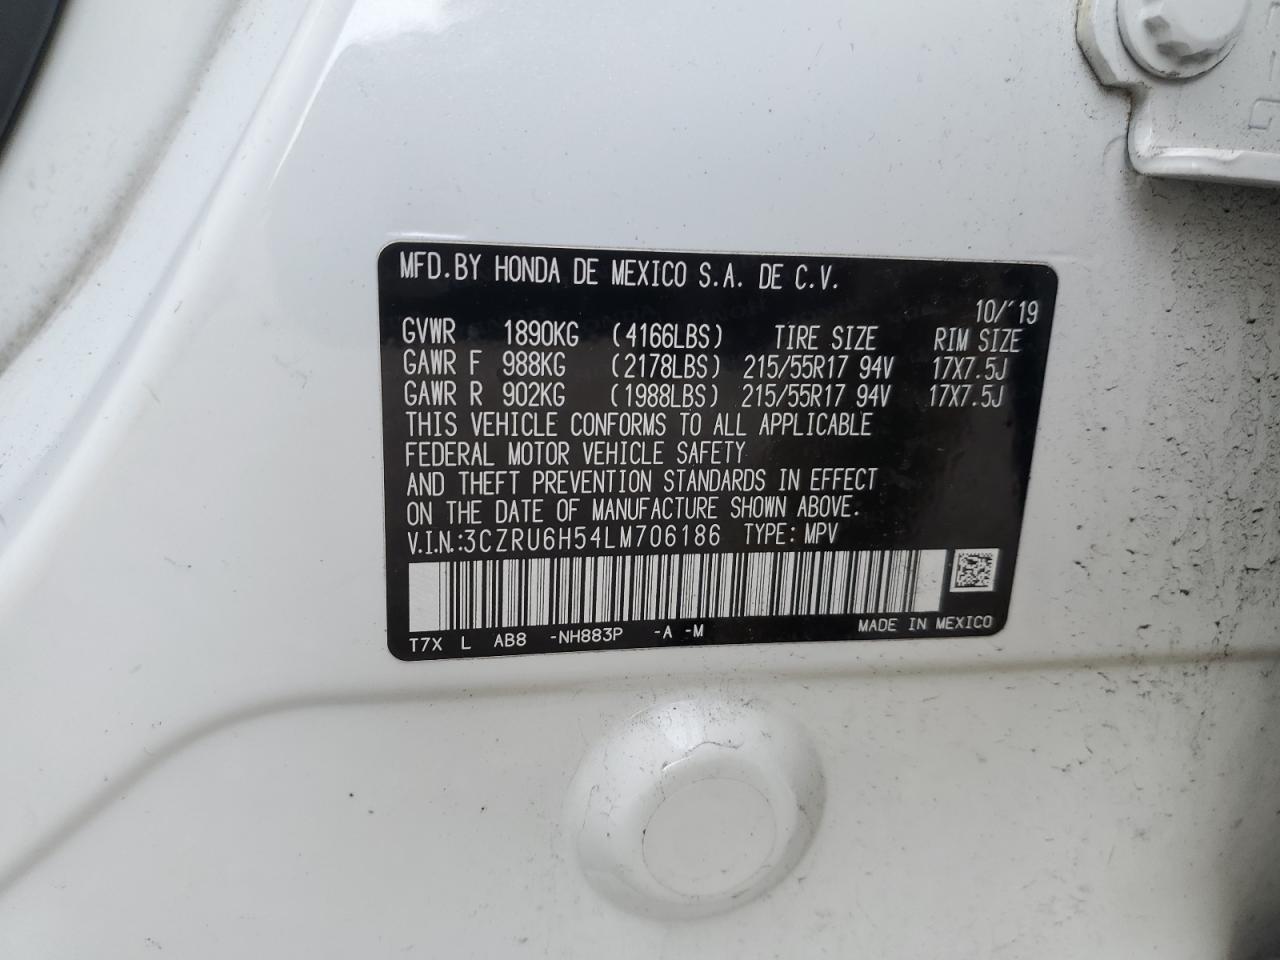 MFD.BY HONDA DE MEXICO S.A. DE C.V.
10/'19
GVWR 1890KG (4166LBS) TIRE SIZE RIM SIZE
GAWR F 988KG (2178LBS) 215/55R17 94V 17X7.5J
GAWR R 902KG (1988LBS) 215/55R17 94V 17X7.5J
THIS VEHICLE CONFORMS TO ALL APPLICABLE
FEDERAL MOTOR VEHICLE SAFETY
AND THEFT PREVENTION STANDARDS IN EFFECT
ON THE DATE OF MANUFACTURE SHOWN ABOVE.
V.I.N.:3CZRU6H54LM706186 TYPE: MPV
T7X L AB8 -NH883P -A -M MADE IN MEXICO